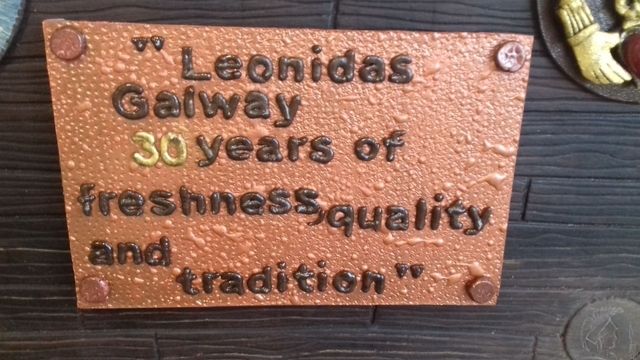 " Leonidas
Galway
30 years of
freshness, quality
and
tradition "